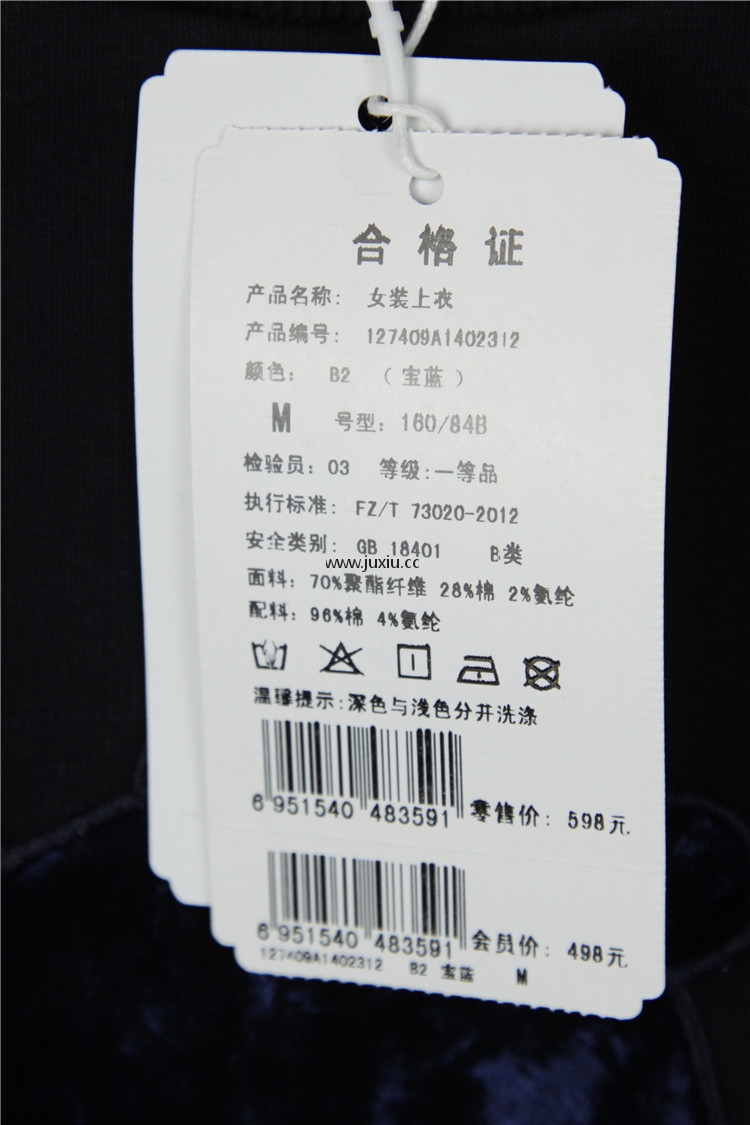 合格证
产品名称: 女装上衣
产品编号: 127409A1402312
颜色: B2 （宝蓝）
M 号型: 160/84B
检验员: 03 等级:一等品
执行标准: FZ/T 73020-2012
安全类别: GB 18401 B类
www.juxiu.cc
面料: 70%聚酯纤维 28%棉 2%氨纶
配料: 96%棉 4%氨纶
温馨提示:深色与浅色分开洗涤
6 951540 483591 零售价: 598元
6 951540 483591 会员价: 498元
127409A1402312 B2 宝蓝 M